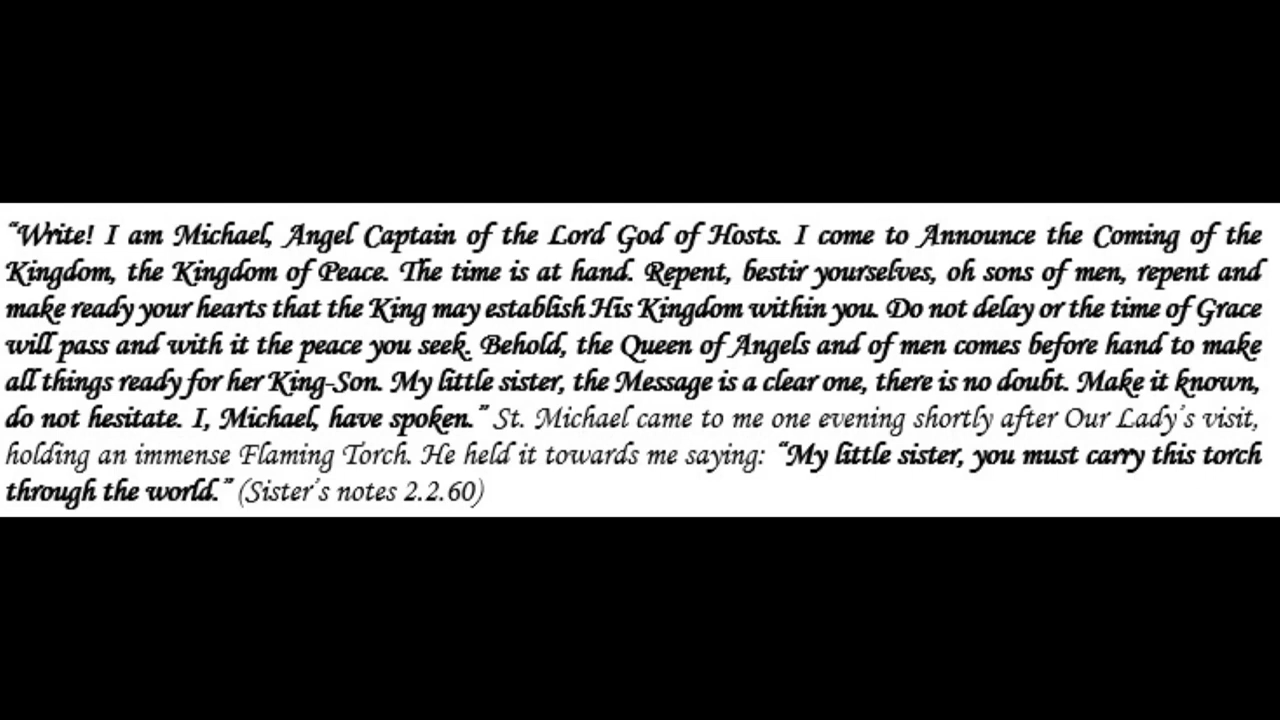 “Write! I am Michael, Angel Captain of the Lord God of Hosts. I come to Announce the Coming of the
Kingdom, the Kingdom of Peace. The time is at hand. Repent, bestir yourselves, oh sons of men, repent and
make ready your hearts that the King may establish His Kingdom within you. Do not delay or the time of Grace
will pass and with it the peace you seek. Behold, the Queen of Angels and of men comes before hand to make
all things ready for her King-Son. My little sister, the Message is a clear one, there is no doubt. Make it known,
do not hesitate. I, Michael, have spoken.” St. Michael came to me one evening shortly after Our Lady’s visit,
holding an immense Flaming Torch. He held it towards me saying: “My little sister, you must carry this torch
through the world.” (Sister’s notes 2.2.60)